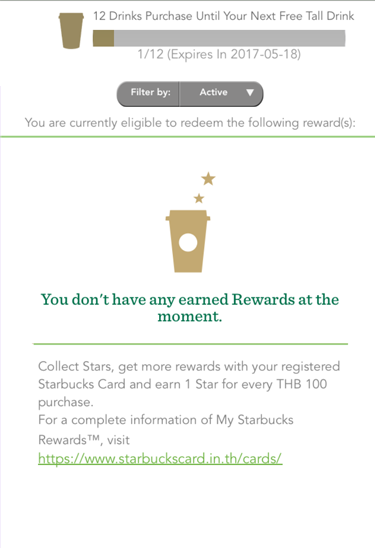 12 Drinks Purchase Until Your Next Free Tall Drink
1/12 (Expires In 2017-05-18)
Filter by: Active ▼
You are currently eligible to redeem the following reward(s):
You don't have any earned Rewards at the
moment.
Collect Stars, get more rewards with your registered
Starbucks Card and earn 1 Star for every THB 100
purchase.
For a complete information of My Starbucks
Rewards™, visit
https://www.starbuckscard.in.th/cards/